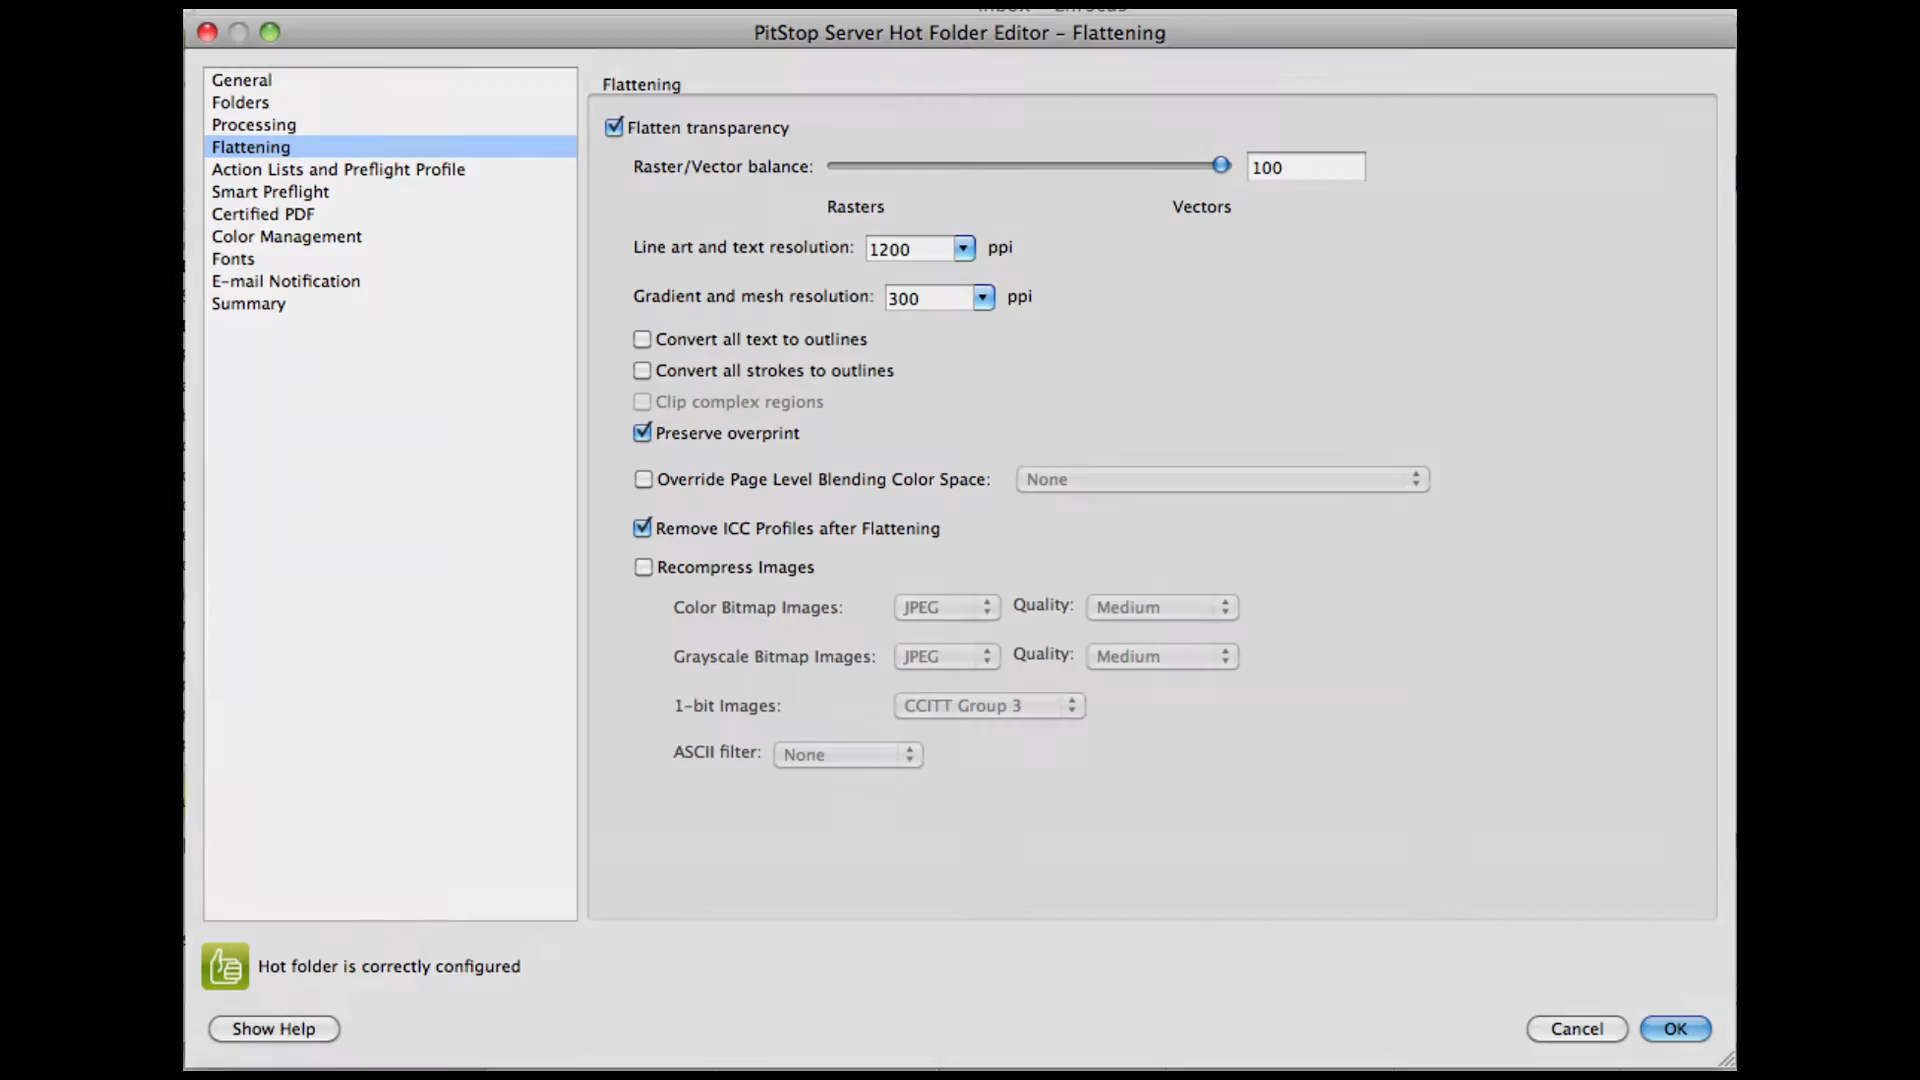 PitStop Server Hot Folder Editor – Flattening
General
Folders
Processing
Flattening
Action Lists and Preflight Profile
Smart Preflight
Certified PDF
Color Management
Fonts
E-mail Notification
Summary
Flattening
Flatten transparency
Raster/Vector balance: 100
Rasters Vectors
Line art and text resolution: 1200 ppi
Gradient and mesh resolution: 300 ppi
Convert all text to outlines
Convert all strokes to outlines
Clip complex regions
Preserve overprint
Override Page Level Blending Color Space: None
Remove ICC Profiles after Flattening
Recompress Images
Color Bitmap Images: JPEG Quality: Medium
Grayscale Bitmap Images: JPEG Quality: Medium
1-bit Images: CCITT Group 3
ASCII filter: None
Hot folder is correctly configured
Show Help Cancel OK